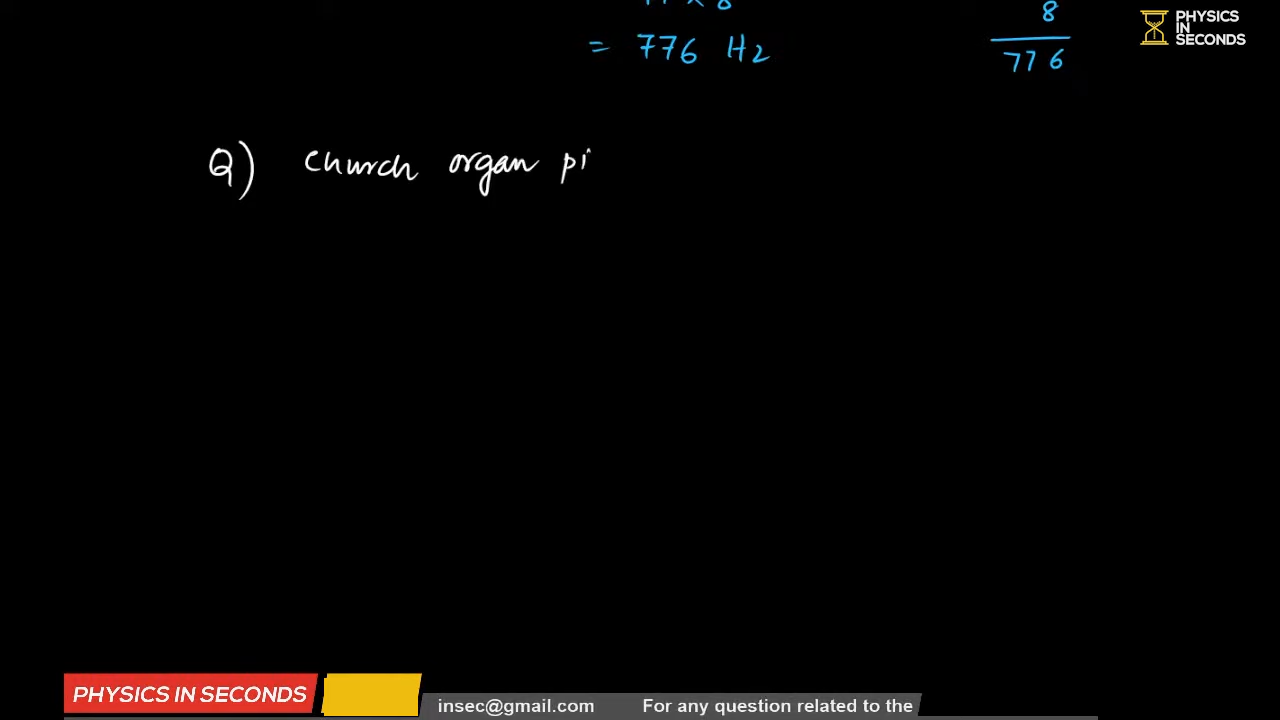 8
8
= 776 Hz
776
PHYSICS
IN
SECONDS
Q) church organ pi
PHYSICS IN SECONDS
insec@gmail.com For any question related to the